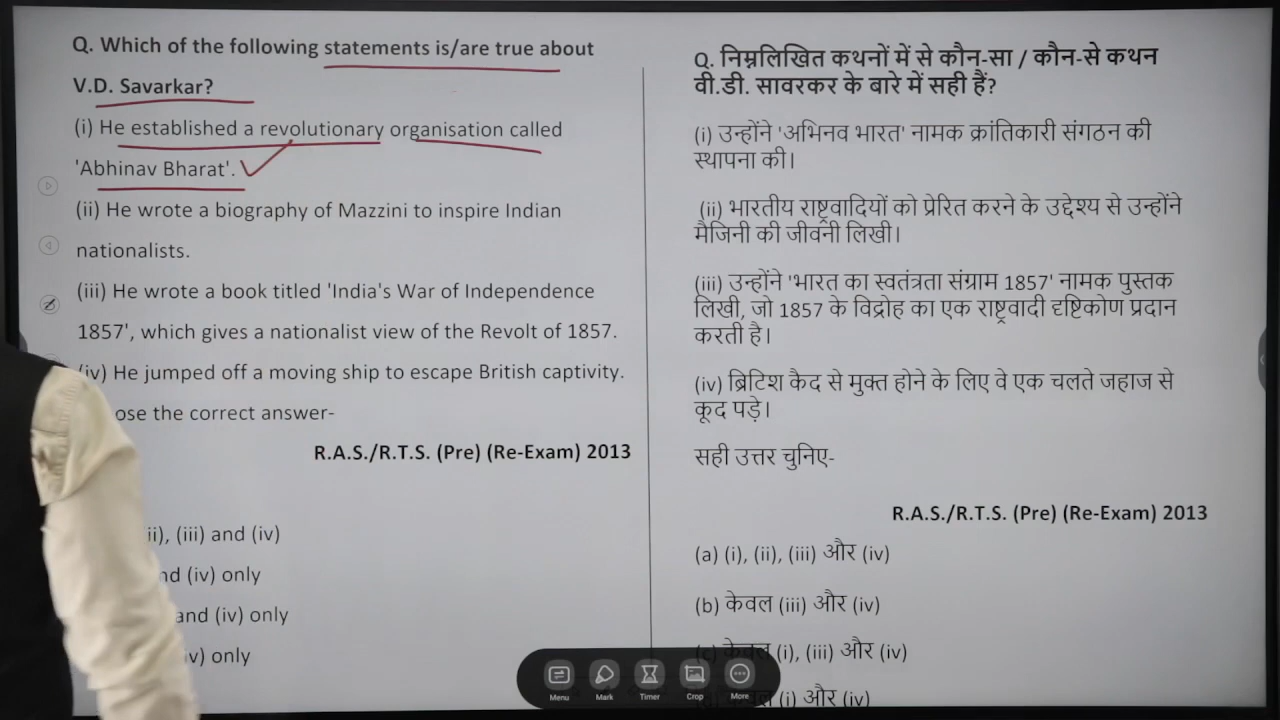 Q. Which of the following statements is/are true about
V.D. Savarkar?
(i) He established a revolutionary organisation called
'Abhinav Bharat'.
(ii) He wrote a biography of Mazzini to inspire Indian
nationalists.
(iii) He wrote a book titled 'India's War of Independence
1857', which gives a nationalist view of the Revolt of 1857.
(iv) He jumped off a moving ship to escape British captivity.
the correct answer-
R.A.S./R.T.S. (Pre) (Re-Exam) 2013
(iii) and (iv)
(iv) only
and (iv) only
only
Q. निम्नलिखित कथनों में से कौन-सा / कौन-से कथन
वी.डी. सावरकर के बारे में सही हैं?
(i) उन्होंने 'अभिनव भारत' नामक क्रांतिकारी संगठन की
स्थापना की।
(ii) भारतीय राष्ट्रवादियों को प्रेरित करने के उद्देश्य से उन्होंने
मैजिनी की जीवनी लिखी।
(iii) उन्होंने 'भारत का स्वतंत्रता संग्राम 1857' नामक पुस्तक
लिखी, जो 1857 के विद्रोह का एक राष्ट्रवादी दृष्टिकोण प्रदान
करती है।
(iv) ब्रिटिश कैद से मुक्त होने के लिए वे एक चलते जहाज से
कूद पड़े।
सही उत्तर चुनिए-
R.A.S./R.T.S. (Pre) (Re-Exam) 2013
(a) (i), (ii), (iii) और (iv)
(b) केवल (iii) और (iv)
(c) केवल (i), (iii) और (iv)
(i) और (iv)
Menu Mark Timer Crop More